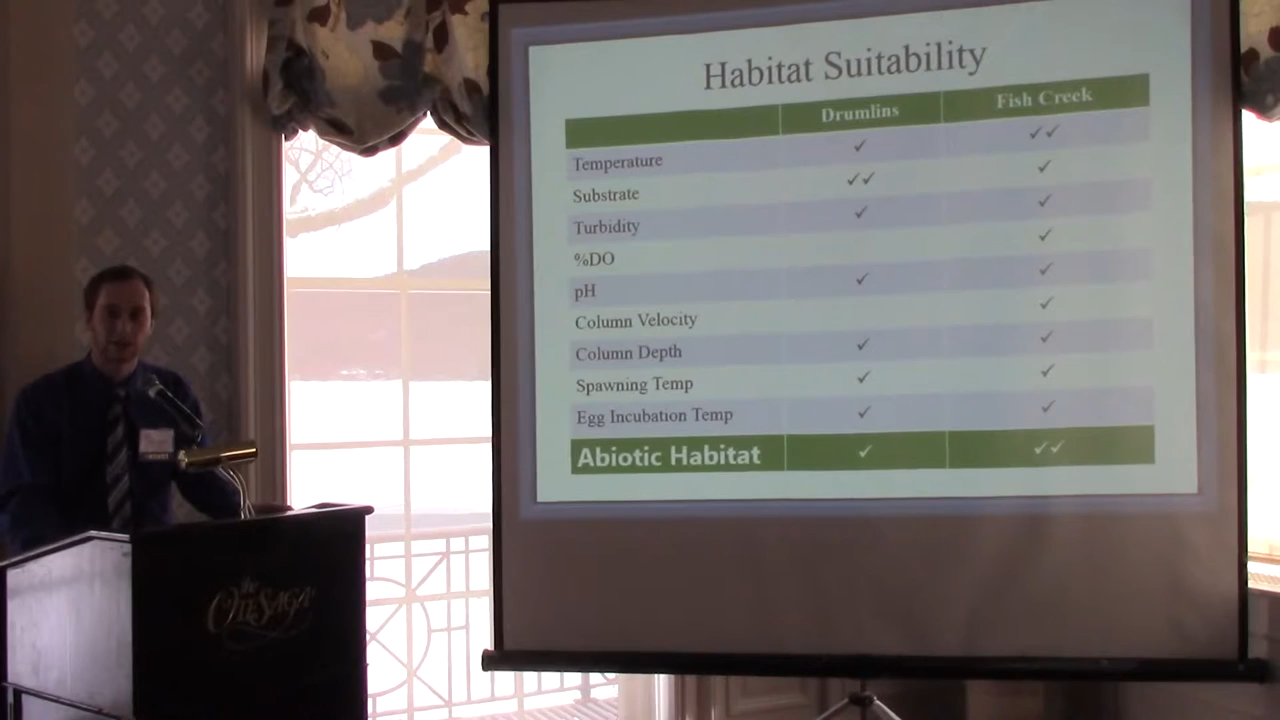 Habitat Suitability
Drumlins Fish Creek
Temperature ✓ ✓✓
Substrate ✓✓ ✓
Turbidity ✓ ✓
%DO ✓
pH ✓ ✓
Column Velocity ✓
Column Depth ✓ ✓
Spawning Temp ✓ ✓
Egg Incubation Temp ✓ ✓
Abiotic Habitat ✓ ✓✓
the
OTESAGA